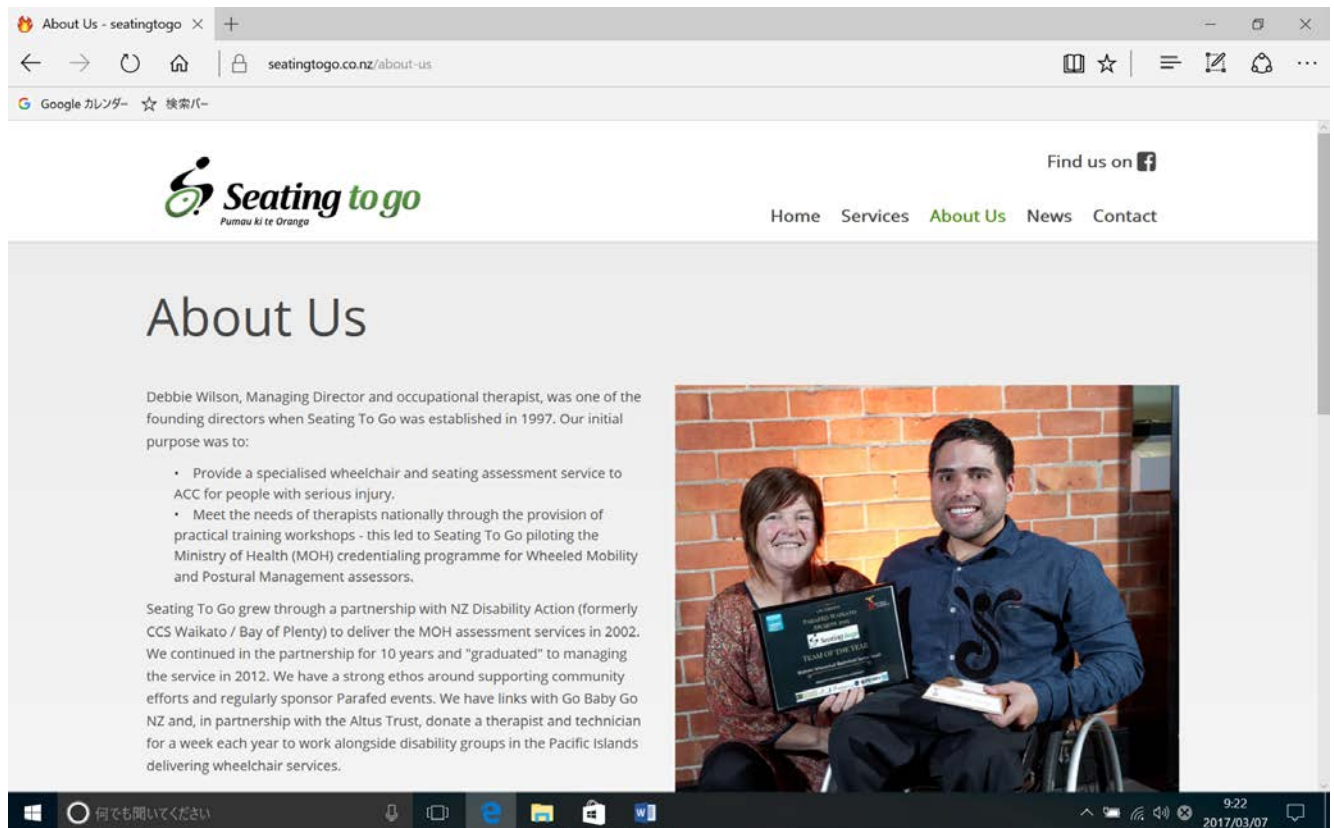 About Us - seatingtogo
seatingtogo.co.nz/about-us
Google カレンダー 検索バー
Find us on
Seating to go
Pumau ki te Oranga
Home Services About Us News Contact
About Us
Debbie Wilson, Managing Director and occupational therapist, was one of the
founding directors when Seating To Go was established in 1997. Our initial
purpose was to:
• Provide a specialised wheelchair and seating assessment service to
ACC for people with serious injury.
• Meet the needs of therapists nationally through the provision of
practical training workshops - this led to Seating To Go piloting the
Ministry of Health (MOH) credentialing programme for Wheeled Mobility
and Postural Management assessors.
Seating To Go grew through a partnership with NZ Disability Action (formerly
CCS Waikato / Bay of Plenty) to deliver the MOH assessment services in 2002.
We continued in the partnership for 10 years and "graduated" to managing
the service in 2012. We have a strong ethos around supporting community
efforts and regularly sponsor Parafed events. We have links with Go Baby Go
NZ and, in partnership with the Altus Trust, donate a therapist and technician
for a week each year to work alongside disability groups in the Pacific Islands
delivering wheelchair services.
PARAFED WAIKATO
Seating to go
TEAM OF THE YEAR
何でも聞いてください
9:22
2017/03/07